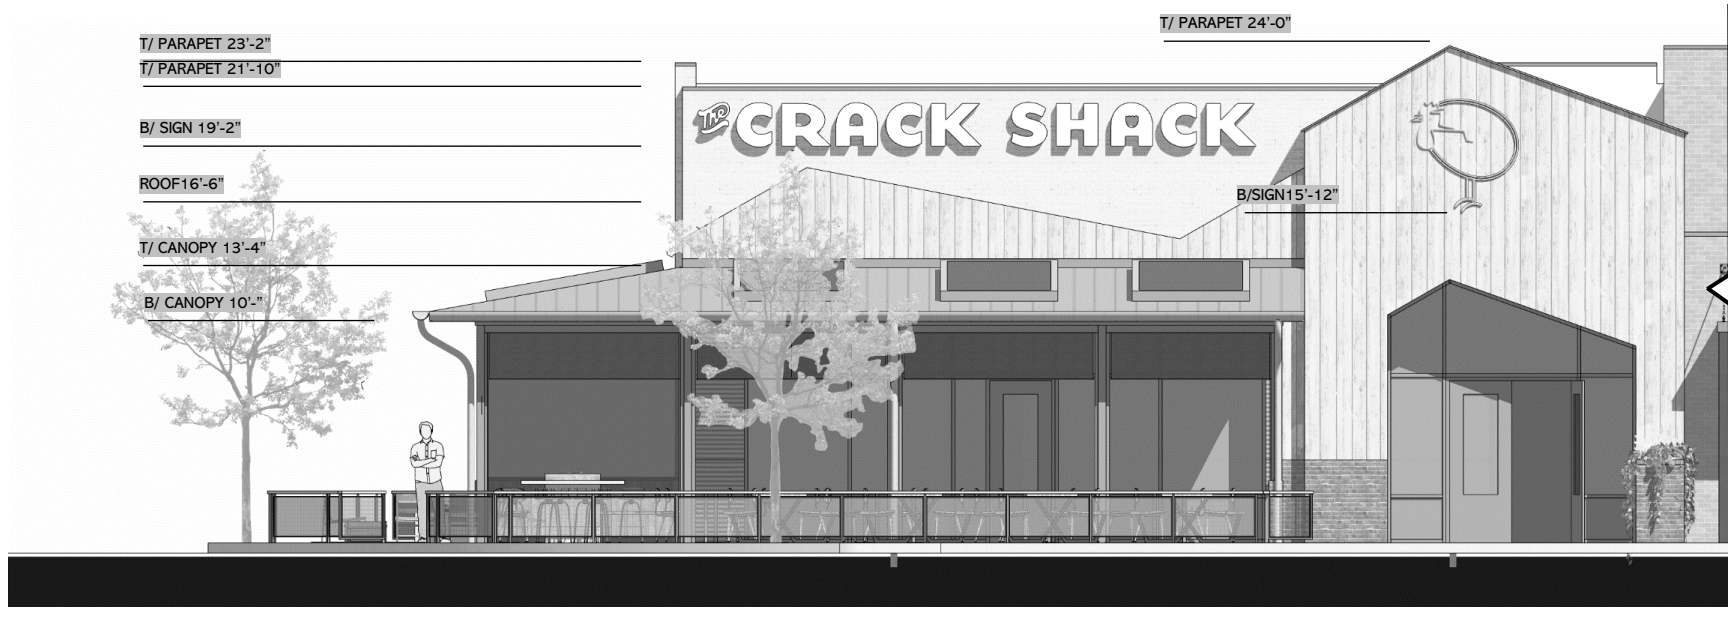 T/ PARAPET 24'-0"
T/ PARAPET 23'-2"
T/ PARAPET 21'-10"
The CRACK SHACK
B/ SIGN 19'-2"
ROOF16'-6"
B/SIGN15'-12"
T/ CANOPY 13'-4"
B/ CANOPY 10'-"